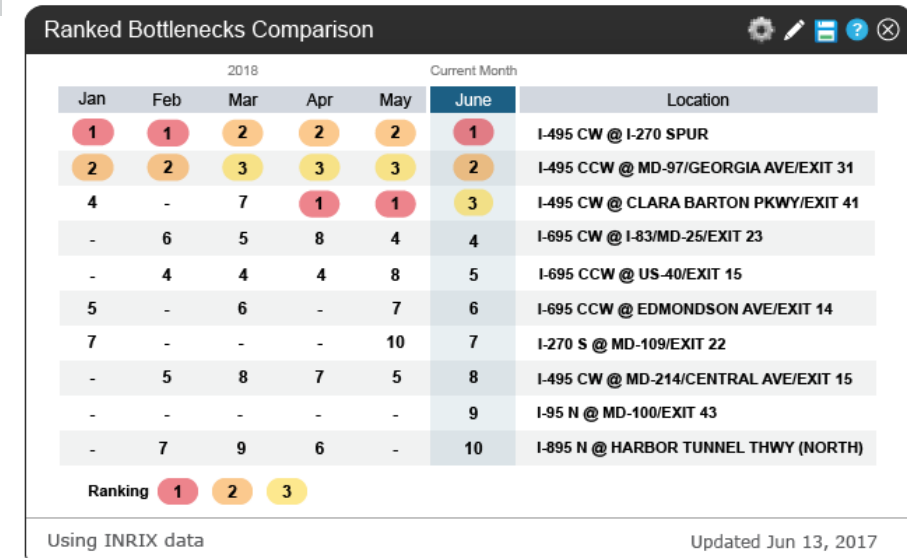 Ranked Bottlenecks Comparison ?
2018 Current Month
Jan Feb Mar Apr May June Location
1 1 2 2 2 1 I-495 CW @ I-270 SPUR
2 2 3 3 3 2 I-495 CCW @ MD-97/GEORGIA AVE/EXIT 31
4 - 7 1 1 3 I-495 CW @ CLARA BARTON PKWY/EXIT 41
- 6 5 8 4 4 I-695 CW @ I-83/MD-25/EXIT 23
- 4 4 4 8 5 I-695 CCW @ US-40/EXIT 15
5 - 6 - 7 6 I-695 CCW @ EDMONDSON AVE/EXIT 14
7 - - - 10 7 I-270 S @ MD-109/EXIT 22
- 5 8 7 5 8 I-495 CW @ MD-214/CENTRAL AVE/EXIT 15
- - - - - 9 I-95 N @ MD-100/EXIT 43
- 7 9 6 - 10 I-895 N @ HARBOR TUNNEL THWY (NORTH)
Ranking 1 2 3
Using INRIX data Updated Jun 13, 2017